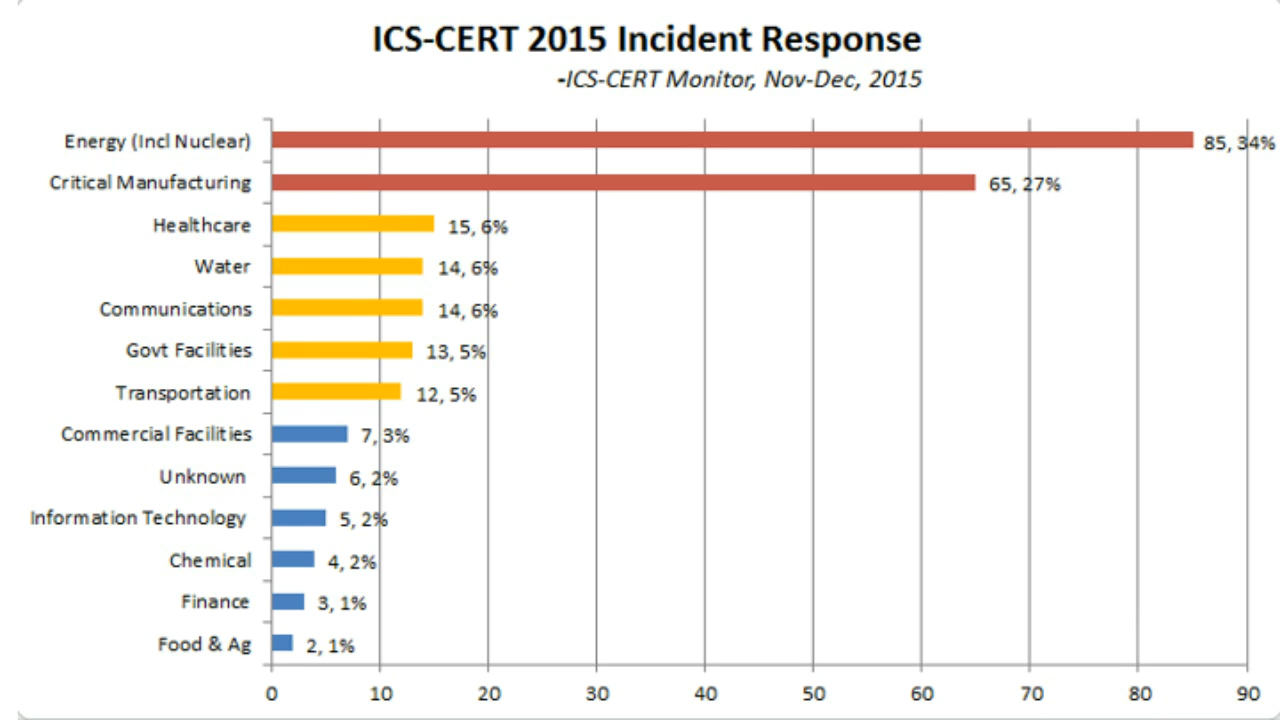 ICS-CERT 2015 Incident Response
-ICS-CERT Monitor, Nov-Dec, 2015
Energy (Incl Nuclear) 85, 34%
Critical Manufacturing 65, 27%
Healthcare 15, 6%
Water 14, 6%
Communications 14, 6%
Govt Facilities 13, 5%
Transportation 12, 5%
Commercial Facilities 7, 3%
Unknown 6, 2%
Information Technology 5, 2%
Chemical 4, 2%
Finance 3, 1%
Food & Ag 2, 1%
0 10 20 30 40 50 60 70 80 90